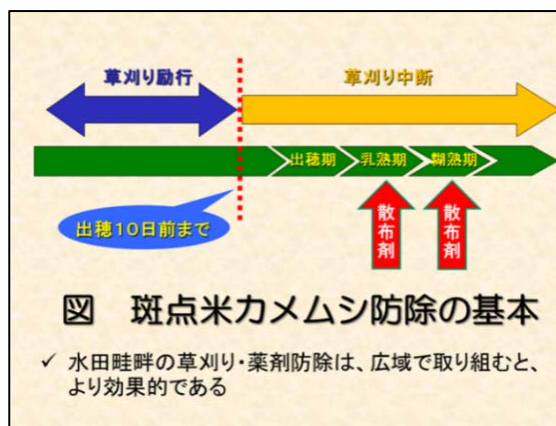 草刈り励行
草刈り中断
出穂期
乳熟期
糊熟期
出穂10日前まで
散布剤
散布剤
図 斑点米カメムシ防除の基本
✓ 水田畦畔の草刈り・薬剤防除は、広域で取り組むと、
より効果的である